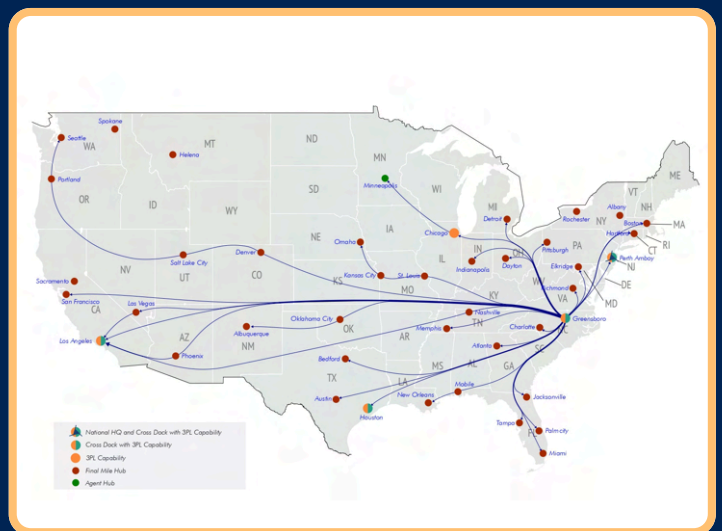 Spokane
Seattle
WA
MT
Helena
ND
MN
Minneapolis
ME
VT
NH
Portland
OR
ID
WY
SD
WI
MI
Detroit
Rochester
Albany
NY
Boston
MA
Hartford
RI
CT
Chicago
IA
NE
Omaha
Denver
Salt Lake City
Pittsburgh
PA
Perth Amboy
NJ
IN
OH
Indianapolis
Dayton
Elkridge
DE
MD
IL
Sacramento
NV
UT
CO
KS
Kansas City
St. Louis
MO
WV
Richmond
VA
San Francisco
CA
Las Vegas
KY
Greensboro
Nashville
TN
Memphis
Charlotte
NC
Los Angeles
AZ
Albuquerque
NM
Oklahoma City
OK
AR
Phoenix
Atlanta
SC
Bedford
MS
AL
GA
TX
LA
Austin
Houston
New Orleans
Mobile
Jacksonville
Tampa
FL
Palm city
Miami
National HQ and Cross Dock with 3PL Capability
Cross Dock with 3PL Capability
3PL Capability
Final Mile Hub
Agent Hub